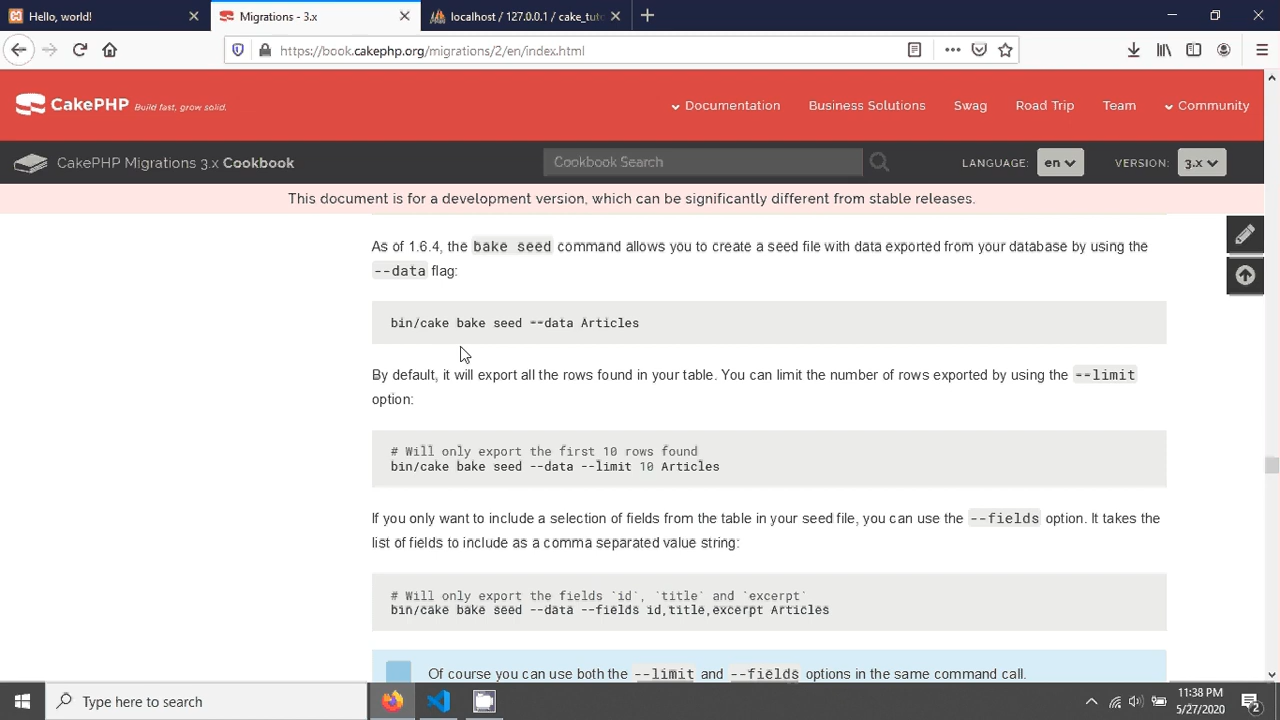 Hello, world!
Migrations - 3.x
localhost / 127.0.0.1 / cake_tuto
https://book.cakephp.org/migrations/2/en/index.html
CakePHP Build fast, grow solid.
Documentation Business Solutions Swag Road Trip Team Community
CakePHP Migrations 3.x Cookbook
Cookbook Search
LANGUAGE: en VERSION: 3.x
This document is for a development version, which can be significantly different from stable releases.
As of 1.6.4, the bake seed command allows you to create a seed file with data exported from your database by using the
--data flag:
bin/cake bake seed --data Articles
By default, it will export all the rows found in your table. You can limit the number of rows exported by using the --limit
option:
# Will only export the first 10 rows found
bin/cake bake seed --data --limit 10 Articles
If you only want to include a selection of fields from the table in your seed file, you can use the --fields option. It takes the
list of fields to include as a comma separated value string:
# Will only export the fields `id`, `title` and `excerpt`
bin/cake bake seed --data --fields id,title,excerpt Articles
Of course you can use both the --limit and --fields options in the same command call.
Type here to search
11:38 PM
5/27/2020
2